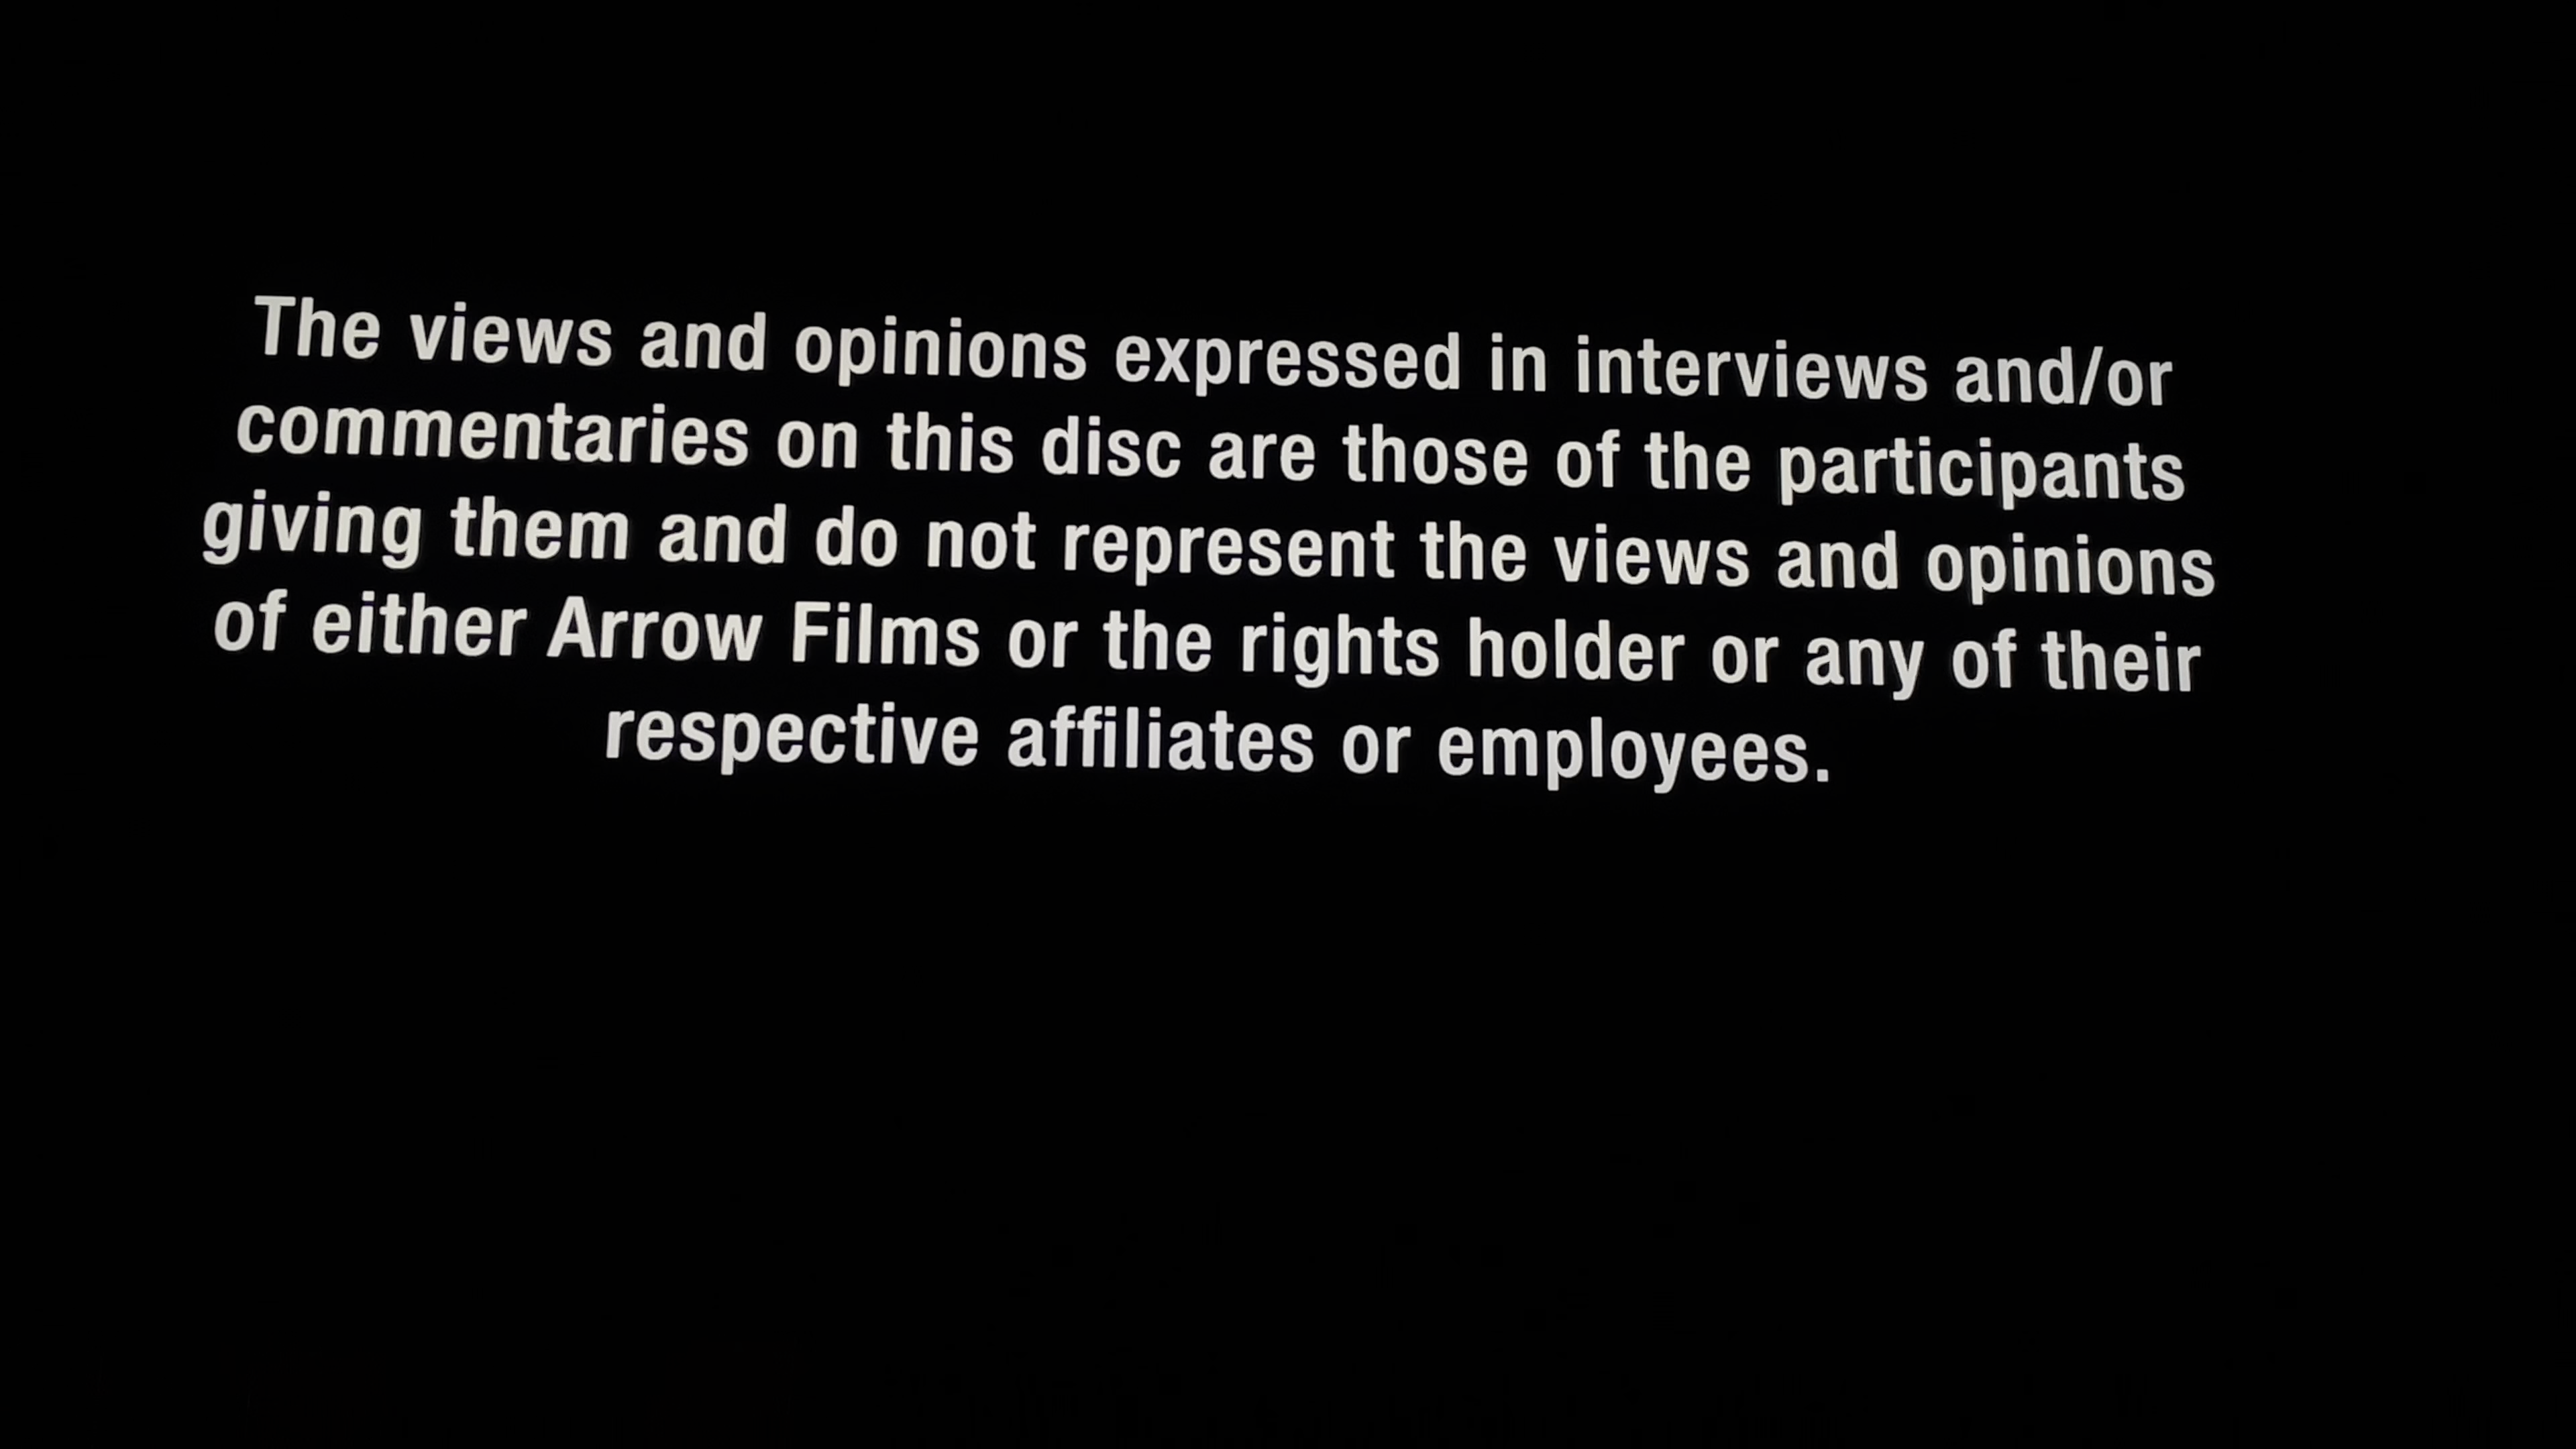 The views and opinions expressed in interviews and/or
commentaries on this disc are those of the participants
giving them and do not represent the views and opinions
of either Arrow Films or the rights holder or any of their
respective affiliates or employees.